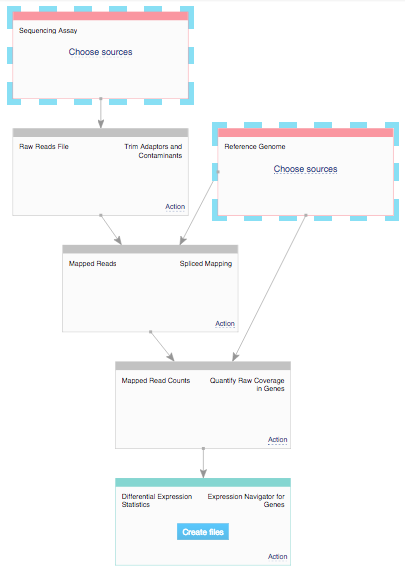 Sequencing Assay
Choose sources
Raw Reads File
Trim Adaptors and
Contaminants
Action
Reference Genome
Choose sources
Mapped Reads
Spliced Mapping
Action
Mapped Read Counts
Quantify Raw Coverage
in Genes
Action
Differential Expression
Statistics
Expression Navigator for
Genes
Create files
Action